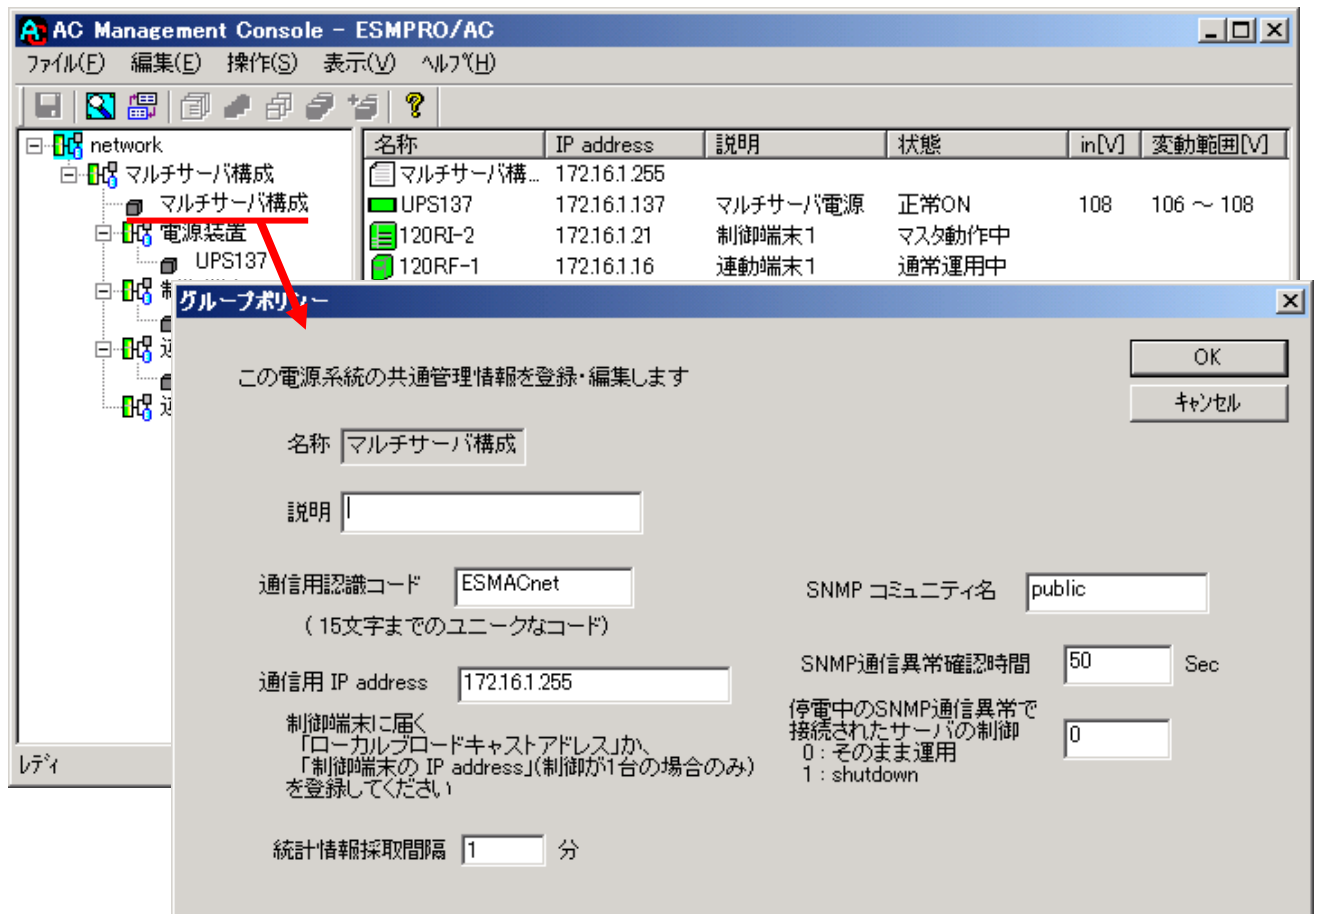 AC Management Console - ESMPRO/AC
ファイル(F) 編集(E) 操作(S) 表示(V) ヘルプ(H)
network
マルチサーバ構成
マルチサーバ構成
電源装置
UPS137
名称 IP address 説明 状態 in[V] 変動範囲[V]
マルチサーバ構... 172.16.1.255
UPS137 172.16.1.137 マルチサーバ電源 正常ON 108 106 ～ 108
120RI-2 172.16.1.21 制御端末1 マスタ動作中
120RF-1 172.16.1.16 連動端末1 通常運用中
レディ
グループポリシー
OK
キャンセル
この電源系統の共通管理情報を登録・編集します
名称 マルチサーバ構成
説明
通信用認識コード ESMACnet
(15文字までのユニークなコード)
通信用 IP address 172.16.1.255
制御端末に届く
「ローカルブロードキャストアドレス」か、
「制御端末の IP address」(制御が1台の場合のみ)
を登録してください
統計情報採取間隔 1 分
SNMP コミュニティ名 public
SNMP通信異常確認時間 50 Sec
停電中のSNMP通信異常で
接続されたサーバの制御 0
0 : そのまま運用
1 : shutdown